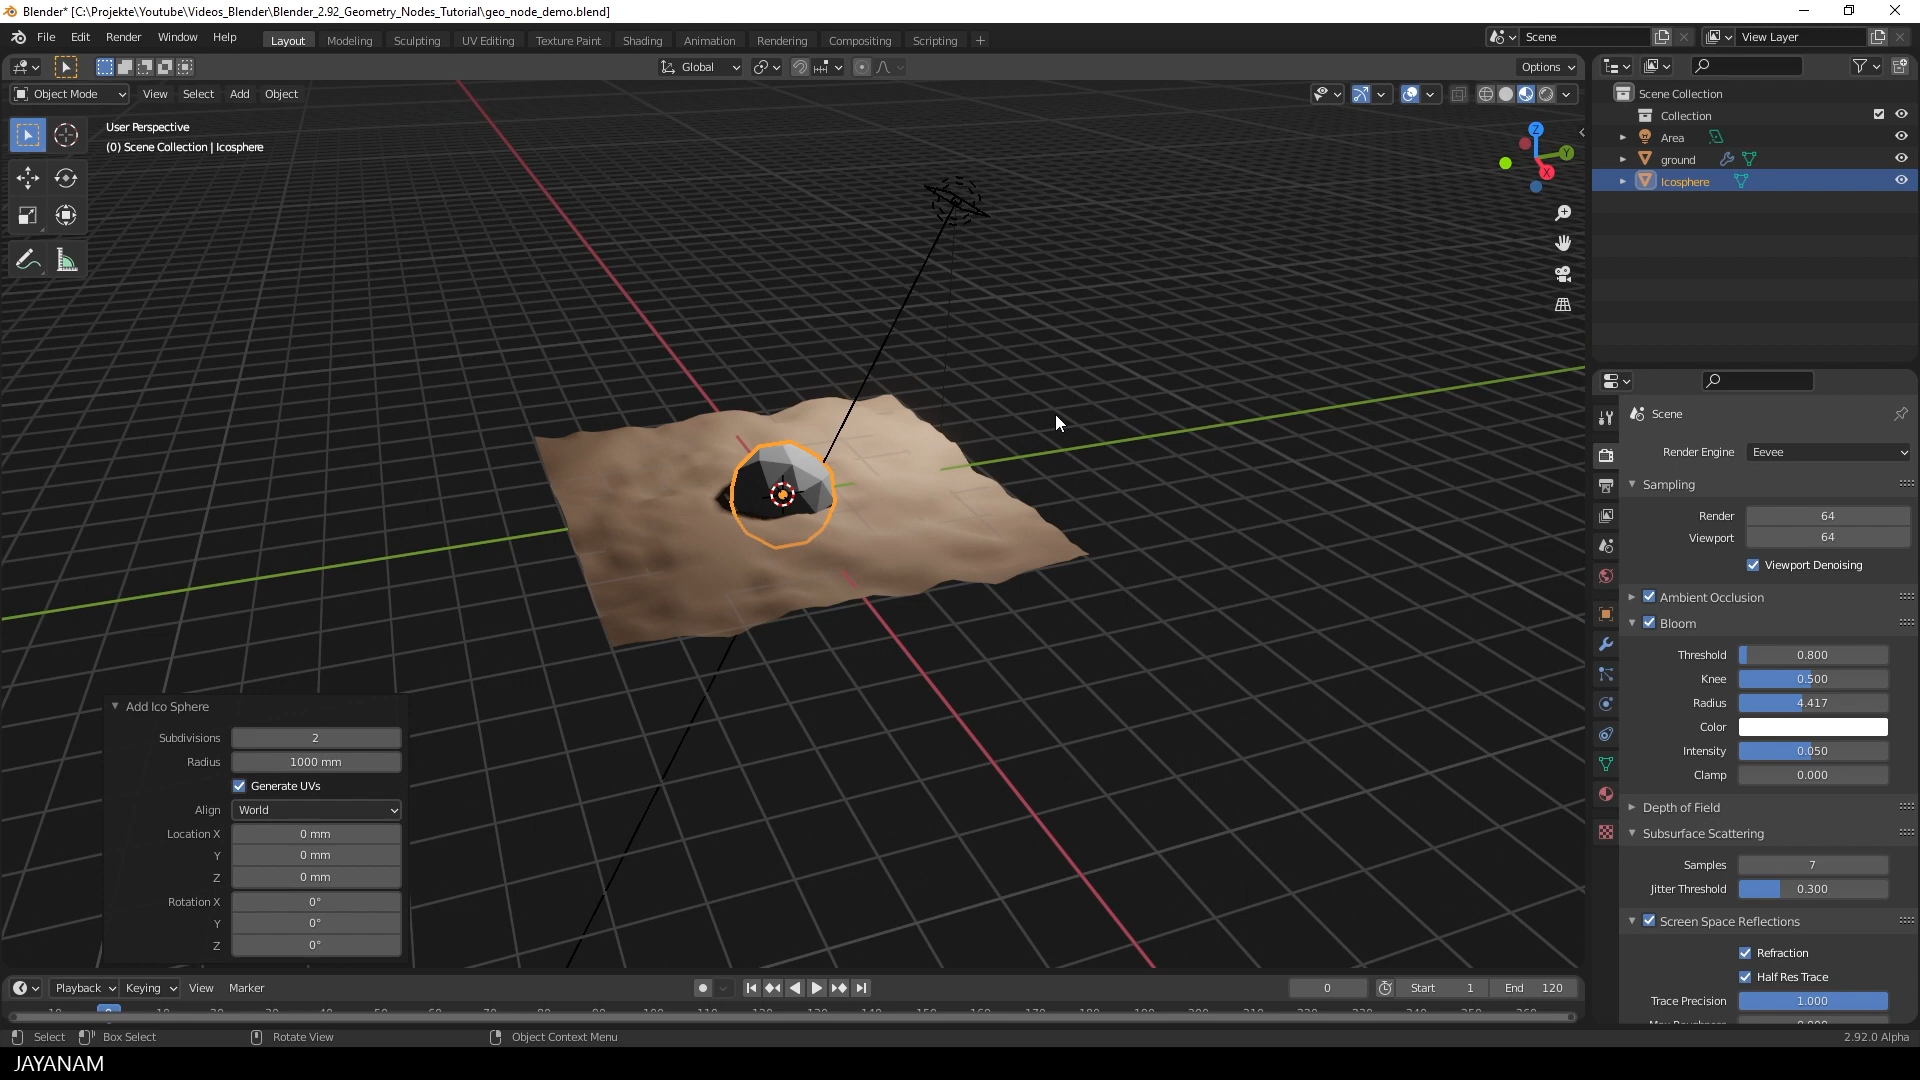 Blender* [C:\Projekte\Youtube\Videos_Blender\Blender_2.92_Geometry_Nodes_Tutorial\geo_node_demo.blend]
File Edit Render Window Help Layout Modeling Sculpting UV Editing Texture Paint Shading Animation Rendering Compositing Scripting + Scene View Layer
Global Options
Object Mode View Select Add Object
User Perspective
(0) Scene Collection | Icosphere
Z
Y
X
Scene Collection
Collection
Area
ground
Icosphere
Scene
Render Engine Eevee
Sampling
Render 64
Viewport 64
Viewport Denoising
Ambient Occlusion
Bloom
Threshold 0.800
Knee 0.500
Radius 4.417
Color
Intensity 0.050
Clamp 0.000
Depth of Field
Subsurface Scattering
Samples 7
Jitter Threshold 0.300
Screen Space Reflections
Refraction
Half Res Trace
Trace Precision 1.000
Add Ico Sphere
Subdivisions 2
Radius 1000 mm
Generate UVs
Align World
Location X 0 mm
Y 0 mm
Z 0 mm
Rotation X 0°
Y 0°
Z 0°
Playback Keying View Marker 0 Start 1 End 120
Select Box Select Rotate View Object Context Menu 2.92.0 Alpha
JAYANAM